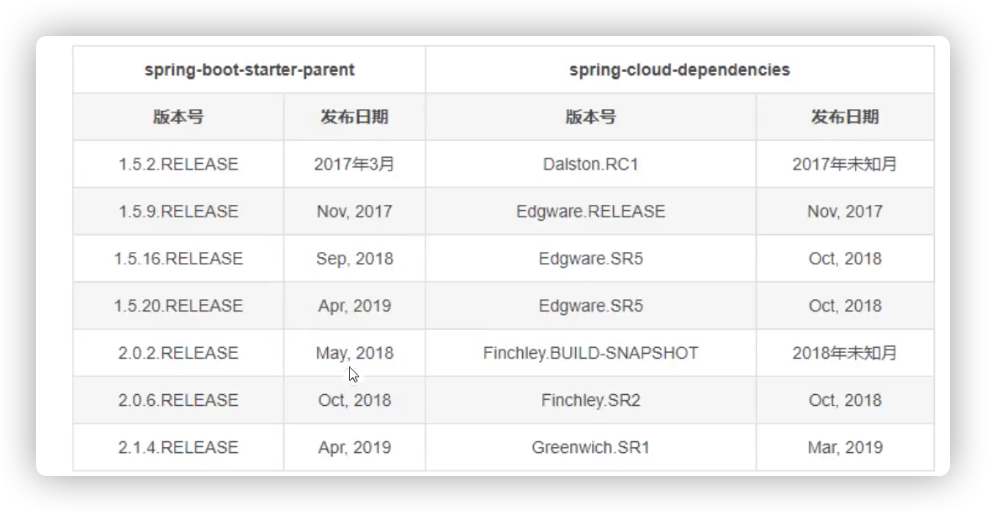 spring-boot-starter-parent spring-cloud-dependencies
版本号 发布日期 版本号 发布日期
1.5.2.RELEASE 2017年3月 Dalston.RC1 2017年未知月
1.5.9.RELEASE Nov, 2017 Edgware.RELEASE Nov, 2017
1.5.16.RELEASE Sep, 2018 Edgware.SR5 Oct, 2018
1.5.20.RELEASE Apr, 2019 Edgware.SR5 Oct, 2018
2.0.2.RELEASE May, 2018 Finchley.BUILD-SNAPSHOT 2018年未知月
2.0.6.RELEASE Oct, 2018 Finchley.SR2 Oct, 2018
2.1.4.RELEASE Apr, 2019 Greenwich.SR1 Mar, 2019